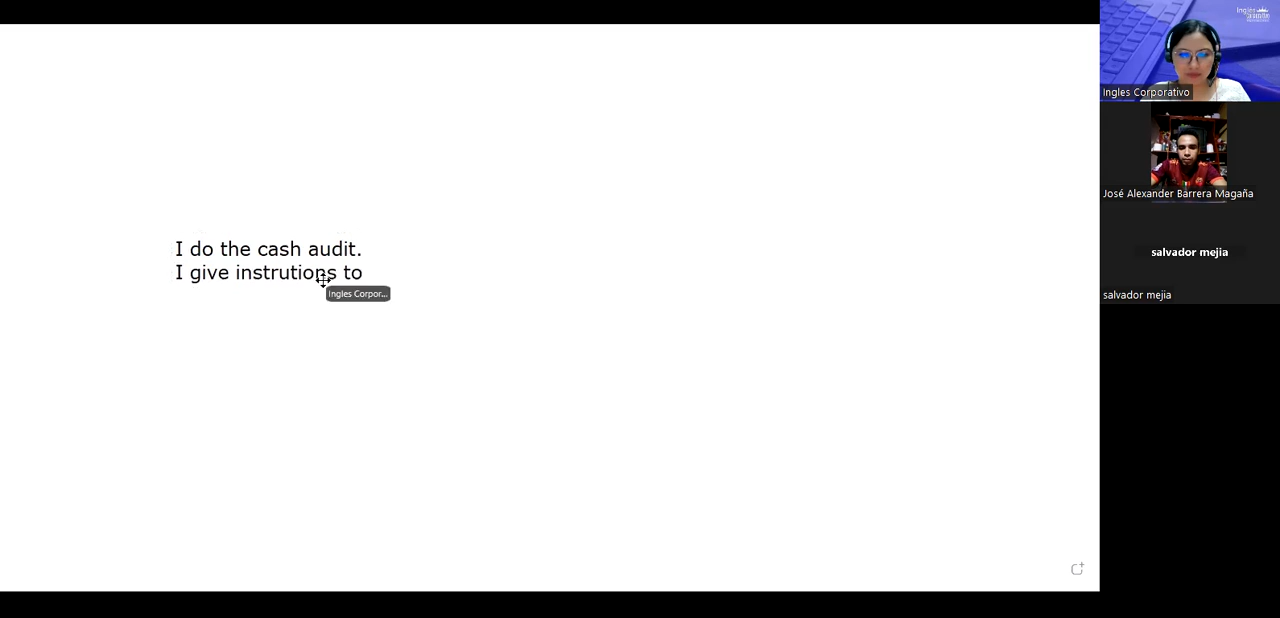 I do the cash audit.
I give instrutions to
Ingles Corpor...
Ingles Corporativo
José Alexander Barrera Magaña
salvador mejia
salvador mejia